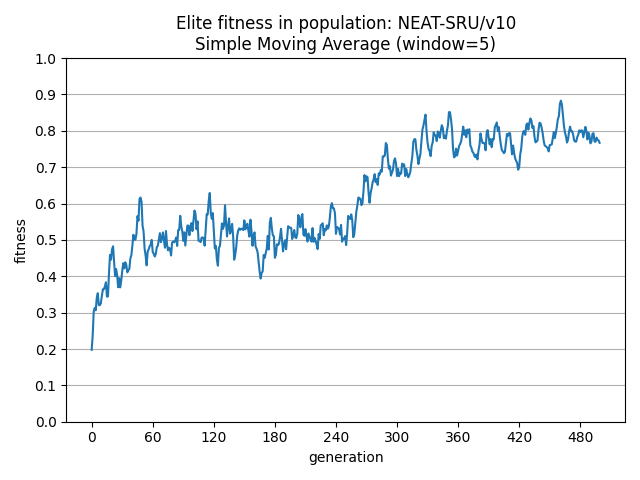 Elite fitness in population: NEAT-SRU/v10
Simple Moving Average (window=5)
1.0
0.9
0.8
0.7
0.6
0.5
0.4
0.3
0.2
0.1
0.0
fitness
0 60 120 180 240 300 360 420 480
generation